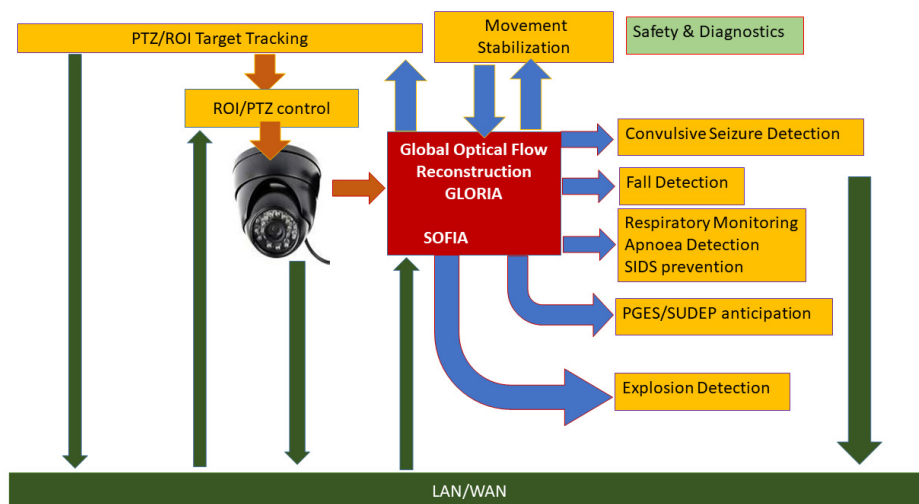 PTZ/ROI Target Tracking
Movement
Stabilization
Safety & Diagnostics
ROI/PTZ control
Global Optical Flow
Reconstruction
GLORIA
SOFIA
Convulsive Seizure Detection
Fall Detection
Respiratory Monitoring
Apnoea Detection
SIDS prevention
PGES/SUDEP anticipation
Explosion Detection
LAN/WAN